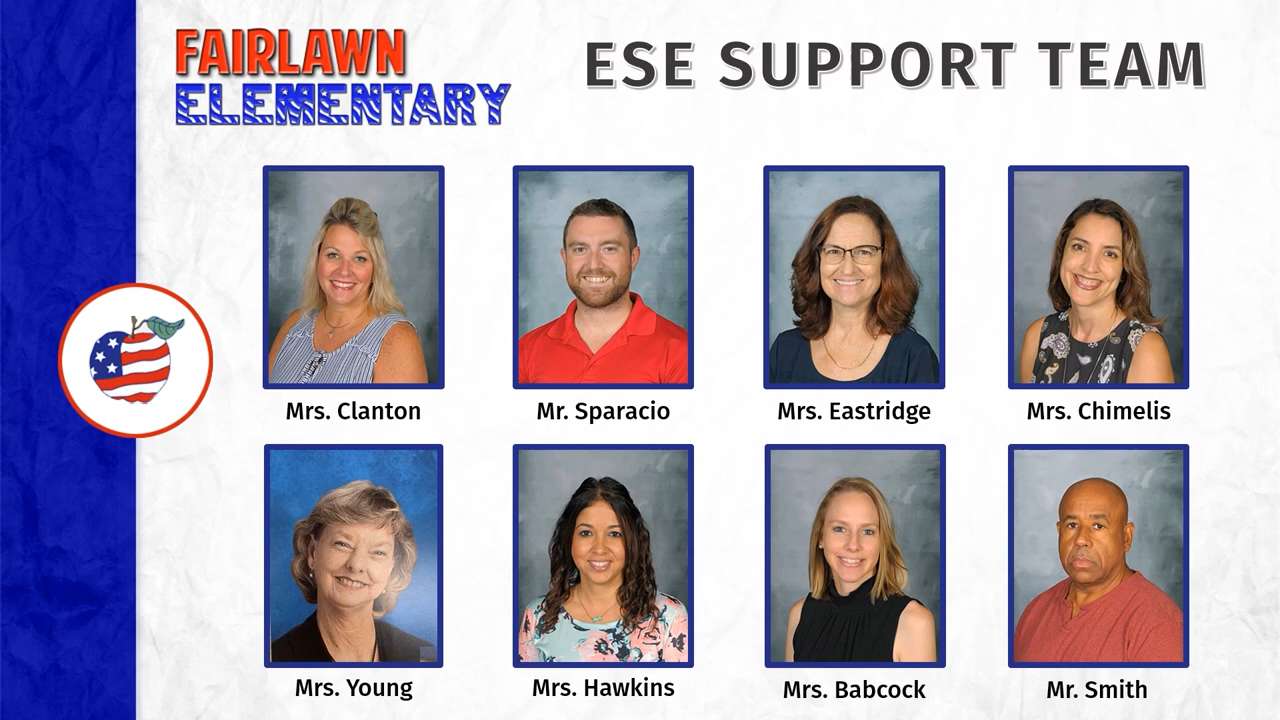 FAIRLAWN
ELEMENTARY
ESE SUPPORT TEAM
Mrs. Clanton
Mr. Sparacio
Mrs. Eastridge
Mrs. Chimelis
Mrs. Young
Mrs. Hawkins
Mrs. Babcock
Mr. Smith